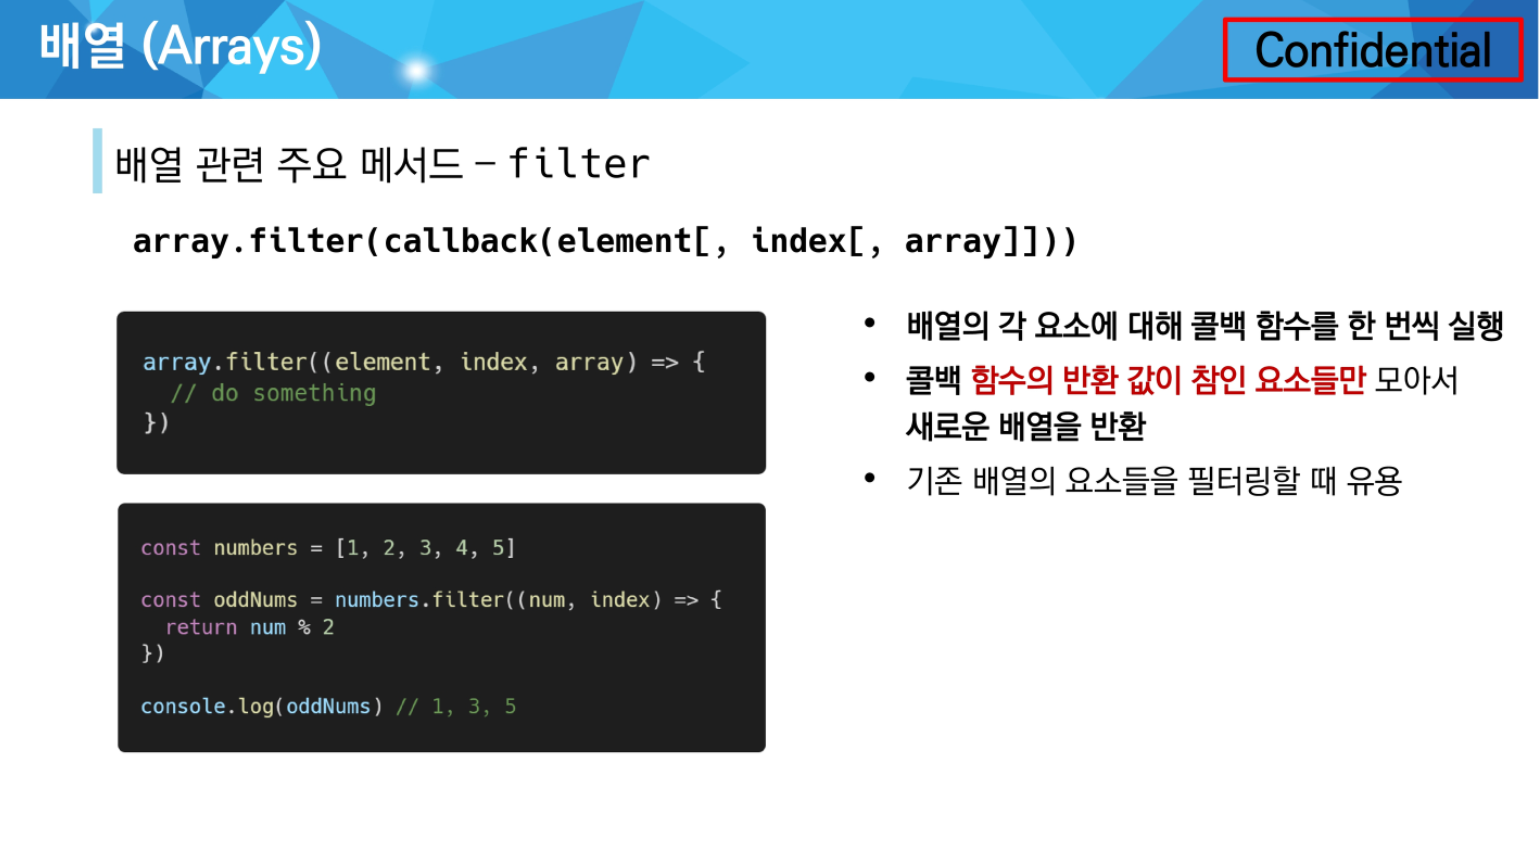 배열 (Arrays)
Confidential
배열 관련 주요 메서드 – filter
array.filter(callback(element[, index[, array]]))
array.filter((element, index, array) => {
  // do something
})
const numbers = [1, 2, 3, 4, 5]
const oddNums = numbers.filter((num, index) => {
  return num % 2
})
console.log(oddNums) // 1, 3, 5
• 배열의 각 요소에 대해 콜백 함수를 한 번씩 실행
• 콜백 함수의 반환 값이 참인 요소들만 모아서
새로운 배열을 반환
• 기존 배열의 요소들을 필터링할 때 유용